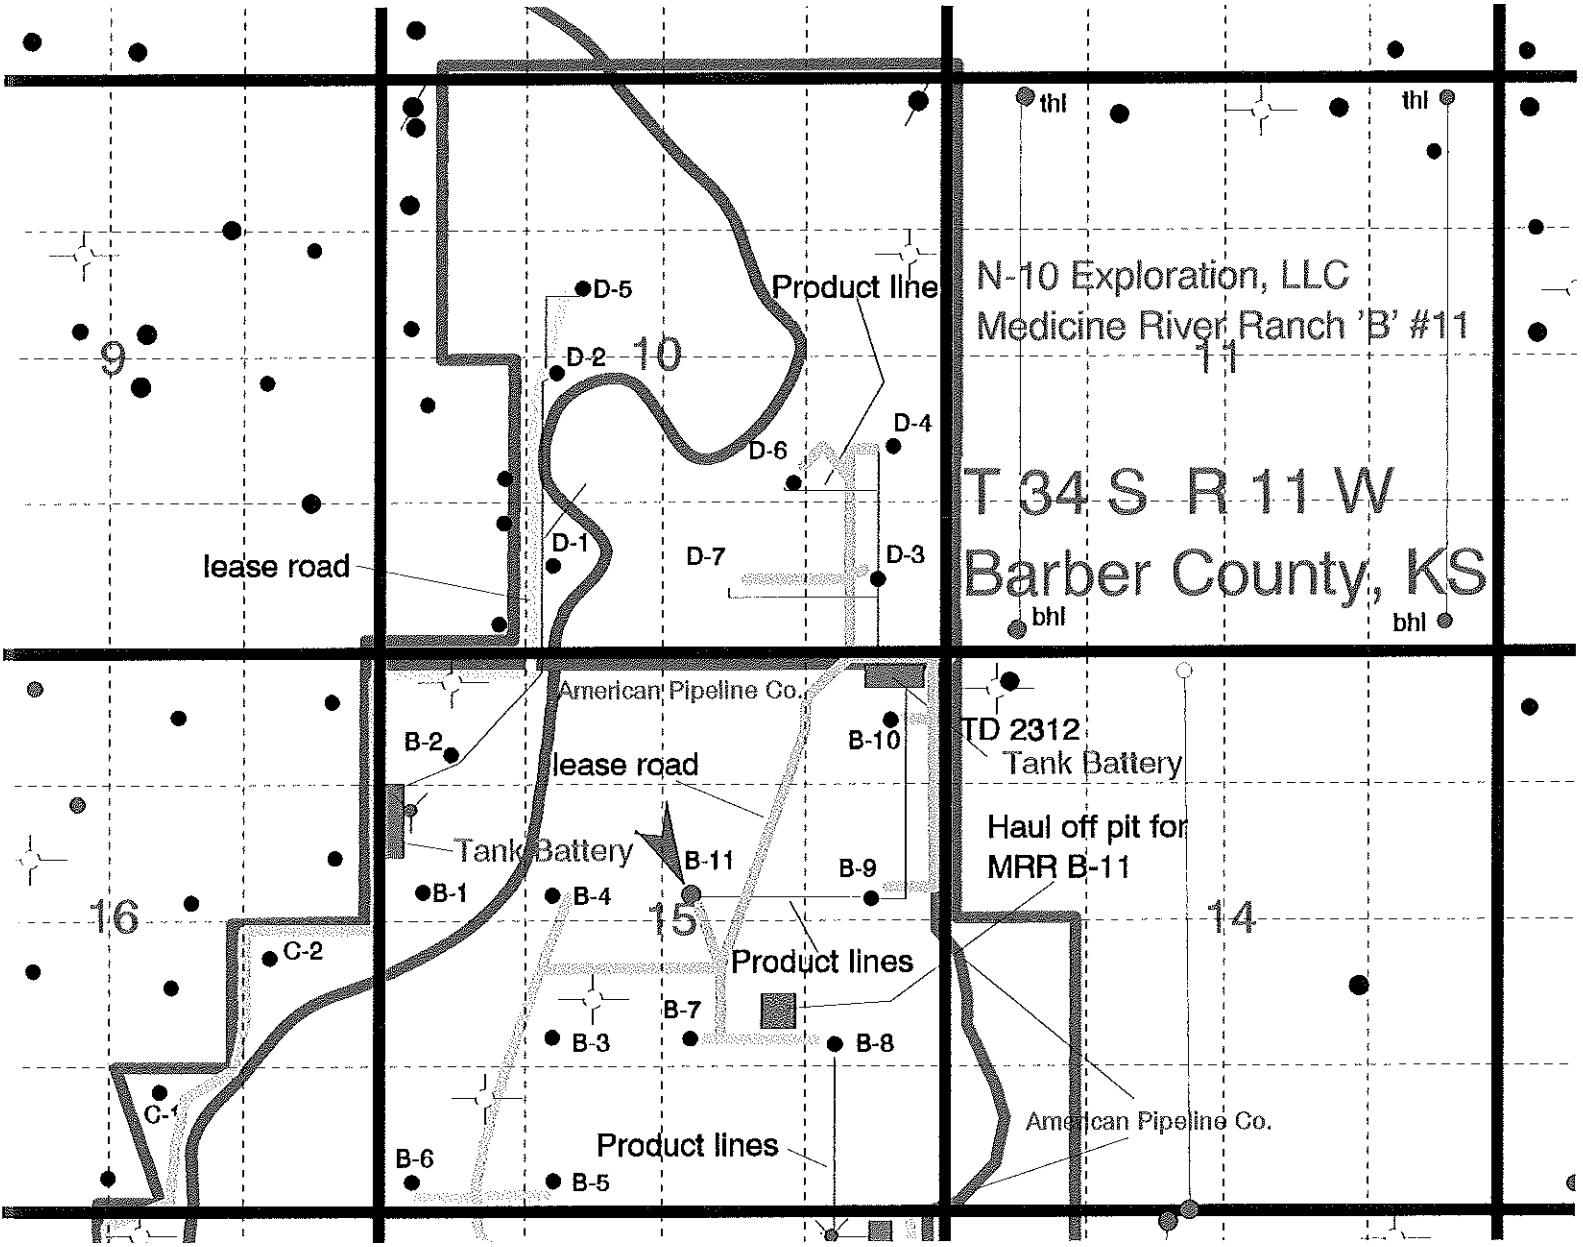 thl
thl
D-5
Product line
N-10 Exploration, LLC
Medicine River Ranch 'B' #11
9
D-2
10
11
D-4
D-6
T 34 S R 11 W
D-1
D-7
D-3
lease road
Barber County, KS
bhl
bhl
American Pipeline Co.
B-2
B-10
TD 2312
lease road
Tank Battery
Haul off pit for
MRR B-11
Tank Battery
B-11
B-9
B-1
B-4
16
15
14
C-2
Product lines
B-7
B-3
B-8
C-1
American Pipeline Co.
Product lines
B-6
B-5